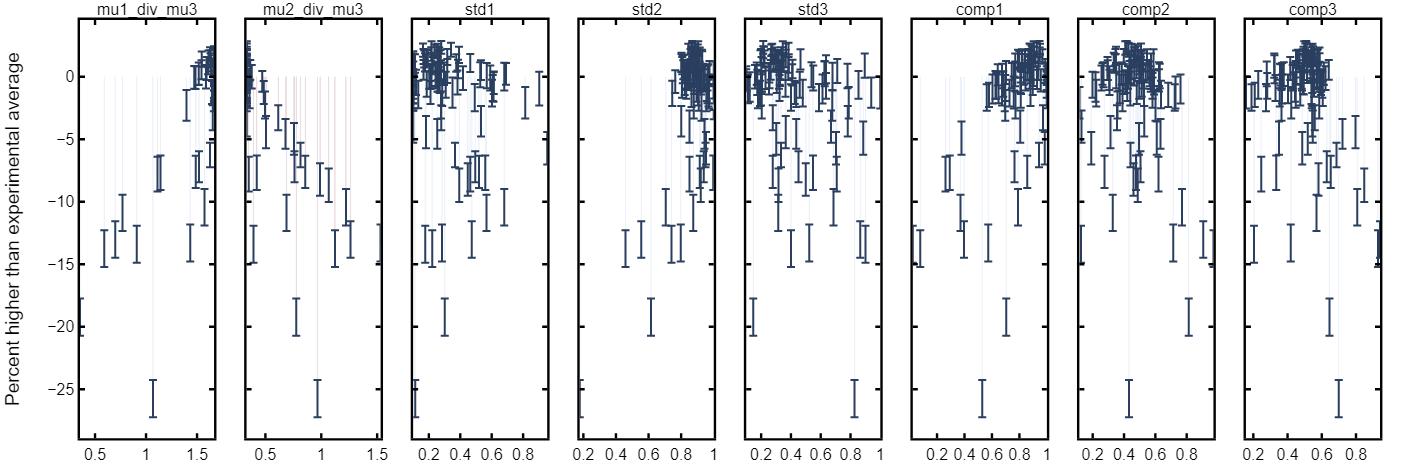 mu1_div_mu3 mu2_div_mu3 std1 std2 std3 comp1 comp2 comp3
Percent higher than experimental average
0
−5
−10
−15
−20
−25
0.5 1 1.5 0.5 1 1.5 0.2 0.4 0.6 0.8 0.2 0.4 0.6 0.8 1 0.2 0.4 0.6 0.8 1 0.2 0.4 0.6 0.8 1 0.2 0.4 0.6 0.8 0.2 0.4 0.6 0.8